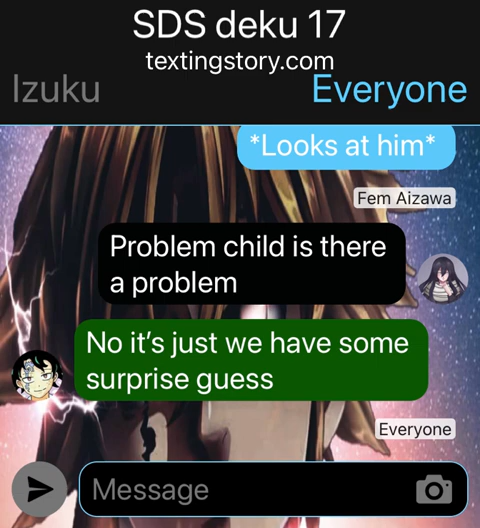 SDS deku 17
textingstory.com
Izuku Everyone
*Looks at him*
Fem Aizawa
Problem child is there
a problem
No it’s just we have some
surprise guess
Everyone
Message